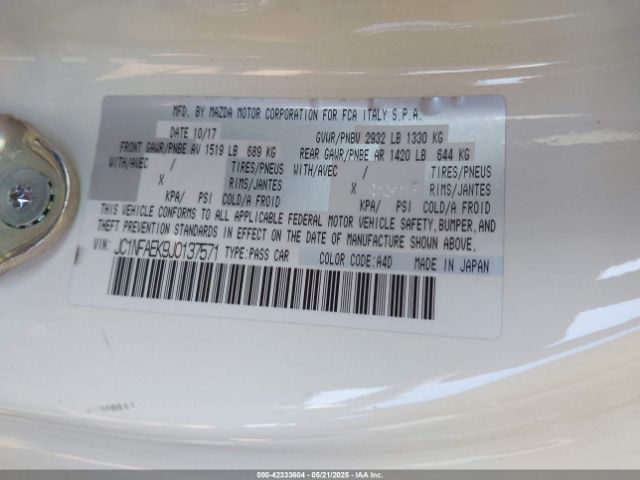 MFD. BY MAZDA MOTOR CORPORATION FOR FCA ITALY S.P.A.
DATE 10/17 GVWR/PNBV 2932 LB 1330 KG
FRONT GAWR/PNBE AV 1519 LB 689 KG REAR GAWR/PNBE AR 1420 LB 644 KG
WITH/AVEC / TIRES/PNEUS WITH/AVEC / TIRES/PNEUS
X RIMS/JANTES X RIMS/JANTES
KPA/ PSI COLD/A FROID KPA/ PSI COLD/A FROID
THIS VEHICLE CONFORMS TO ALL APPLICABLE FEDERAL MOTOR VEHICLE SAFETY, BUMPER, AND
THEFT PREVENTION STANDARDS IN EFFECT ON THE DATE OF MANUFACTURE SHOWN ABOVE.
VIN: JC1NFAEK9J0137571 TYPE:PASS CAR COLOR CODE:A4D MADE IN JAPAN
000-42333604 - 05/21/2025 - IAAI.COM